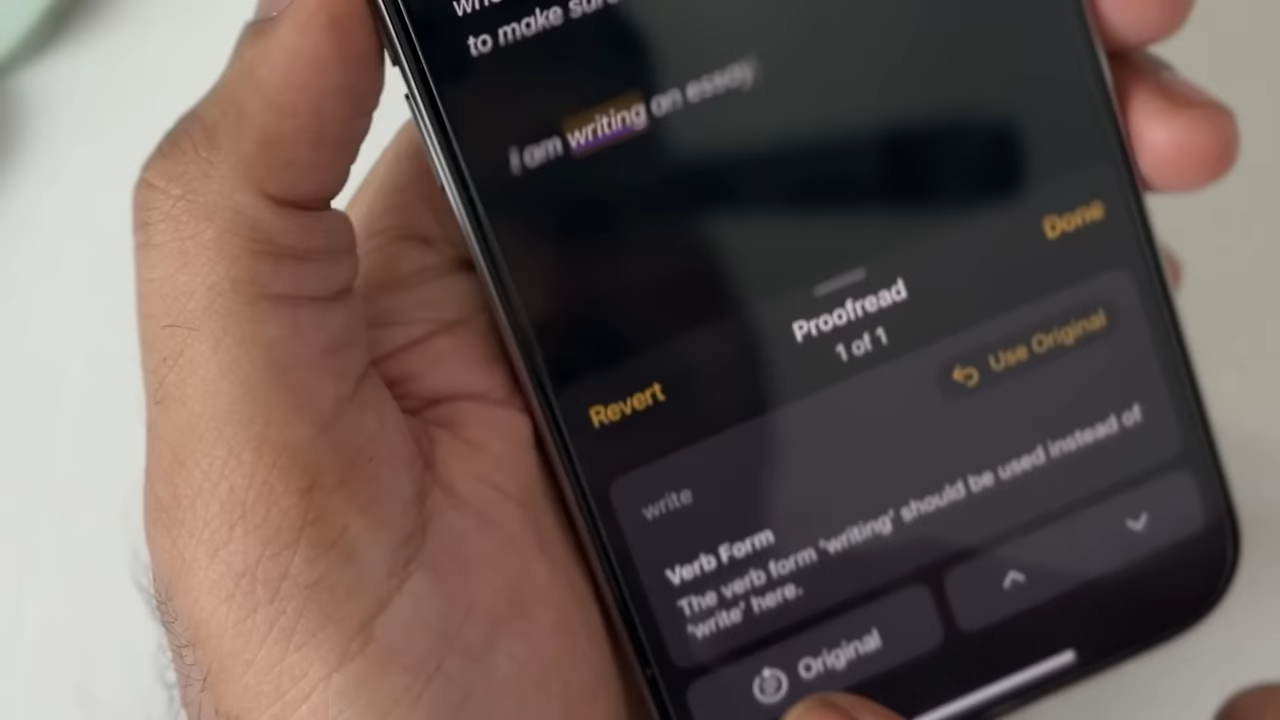 to make sure
I am writing an essay
Done
Proofread
1 of 1
Revert
Use Original
write
Verb Form
The verb form 'writing' should be used instead of
'write' here.
Original